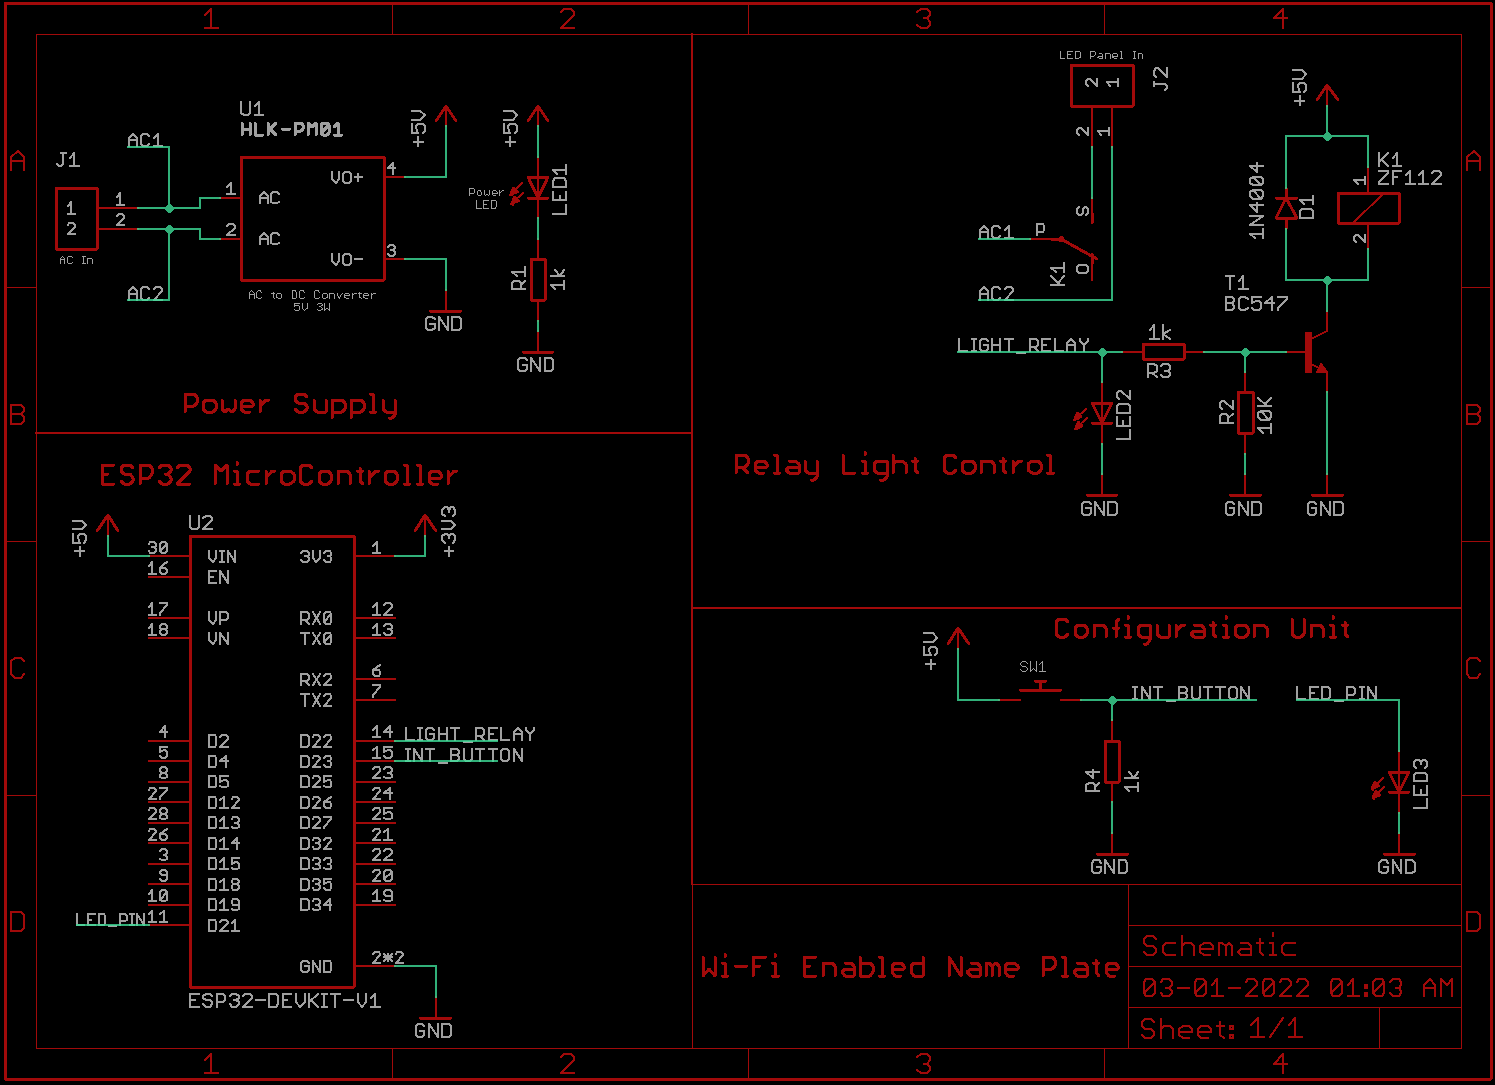 1 2 3 4
A
B
C
D
A
B
C
D
1 2 3 4
J1
1
2
AC In
1
2
AC1
AC2
U1
HLK-PM01
1
2
AC
AC
VO+
VO-
4
3
AC to DC Converter
5V 3W
+5V
GND
+5V
Power
LED
LED1
R1
1k
GND
Power Supply
ESP32 MicroController
+5V
U2
+3V3
30 VIN 3V3 1
16 EN
17 VP RX0 12
18 VN TX0 13
RX2 6
TX2 7
4 D2 D22 14 LIGHT_RELAY
5 D4 D23 15 INT_BUTTON
8 D5 D25 23
27 D12 D26 24
28 D13 D27 25
26 D14 D32 21
3 D15 D33 22
9 D18 D35 20
10 D19 D34 19
LED_PIN 11 D21
GND 2*2
ESP32-DEVKIT-V1
GND
LED Panel In
2 1
J2
2 1
S
AC1
P
O
K1
AC2
+5V
1N4004
D1
K1
ZF112
1
2
T1
BC547
LIGHT_RELAY
1k
R3
LED2
R2
10K
GND
GND
GND
Relay Light Control
Configuration Unit
+5V
SW1
INT_BUTTON
LED_PIN
R4
1k
LED3
GND
GND
Wi-Fi Enabled Name Plate
Schematic
03-01-2022 01:03 AM
Sheet: 1/1